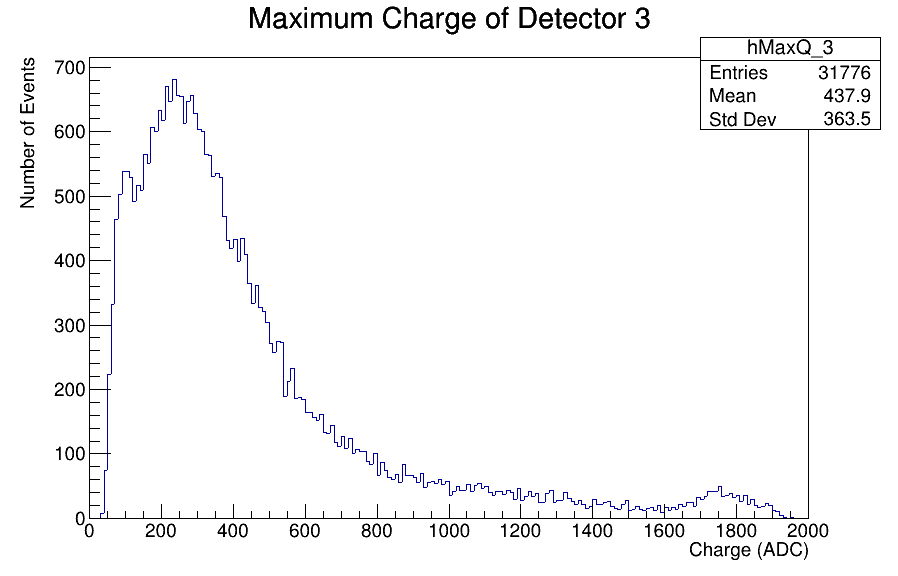 Maximum Charge of Detector 3
hMaxQ_3
Entries 31776
Mean 437.9
Std Dev 363.5
Number of Events
700
600
500
400
300
200
100
0
0 200 400 600 800 1000 1200 1400 1600 1800 2000
Charge (ADC)